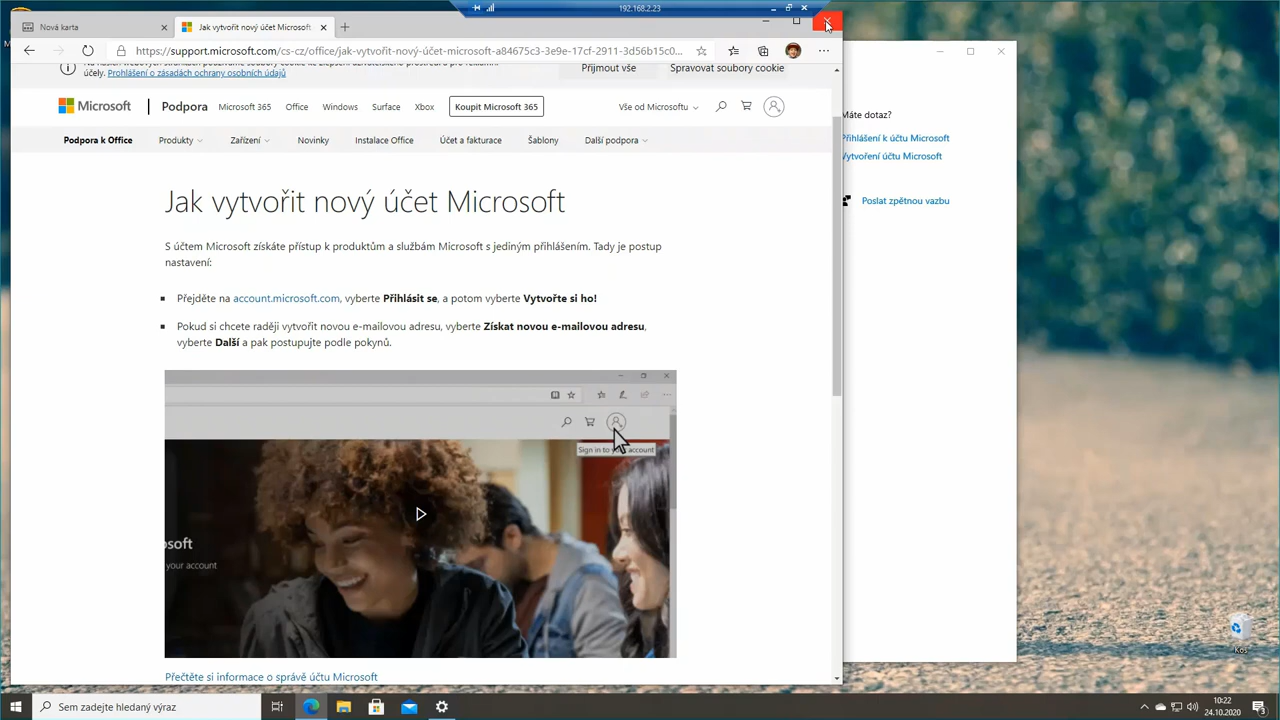 192.168.2.23
Nová karta
Jak vytvořit nový účet Microsoft
https://support.microsoft.com/cs-cz/office/jak-vytvořit-nový-účet-microsoft-a84675c3-3e9e-17cf-2911-3d56b15c0...
účely. Prohlášení o zásadách ochrany osobních údajů
Přijmout vše
Spravovat soubory cookie
Microsoft
Podpora
Microsoft 365
Office
Windows
Surface
Xbox
Koupit Microsoft 365
Vše od Microsoftu
Podpora k Office
Produkty
Zařízení
Novinky
Instalace Office
Účet a fakturace
Šablony
Další podpora
Jak vytvořit nový účet Microsoft
S účtem Microsoft získáte přístup k produktům a službám Microsoft s jediným přihlášením. Tady je postup
nastavení:
Přejděte na account.microsoft.com, vyberte Přihlásit se, a potom vyberte Vytvořte si ho!
Pokud si chcete raději vytvořit novou e-mailovou adresu, vyberte Získat novou e-mailovou adresu,
vyberte Další a pak postupujte podle pokynů.
Sign in to your account
soft
your account
Přečtěte si informace o správě účtu Microsoft
Máte dotaz?
Přihlášení k účtu Microsoft
Vytvoření účtu Microsoft
Poslat zpětnou vazbu
Koš
Sem zadejte hledaný výraz
10:22
24.10.2020
3